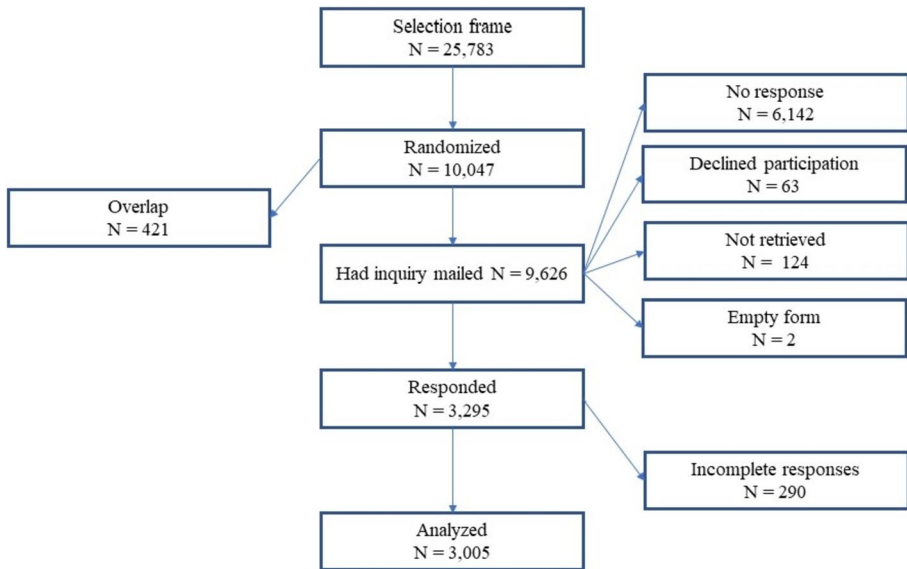 Selection frame
N = 25,783
No response
N = 6,142
Randomized
N = 10,047
Declined participation
N = 63
Overlap
N = 421
Not retrieved
N = 124
Had inquiry mailed N = 9,626
Empty form
N = 2
Responded
N = 3,295
Incomplete responses
N = 290
Analyzed
N = 3,005